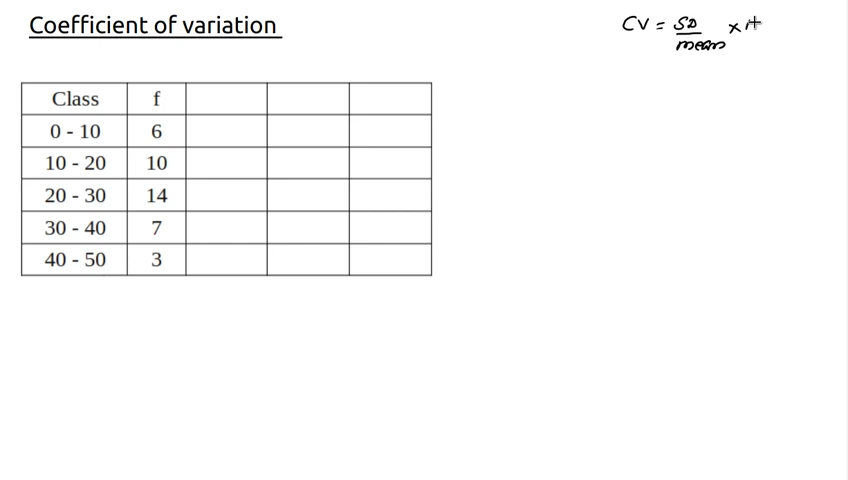 Coefficient of variation
CV = SD / mean ×
Class f
0 - 10 6
10 - 20 10
20 - 30 14
30 - 40 7
40 - 50 3